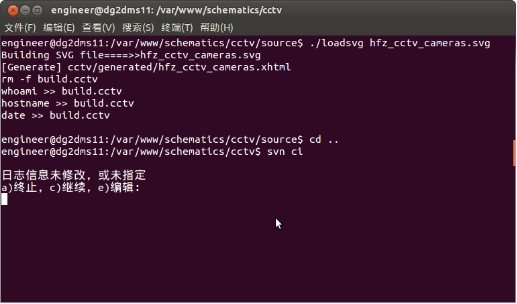 engineer@dg2dms11: /var/www/schematics/cctv
文件(F) 编辑(E) 查看(V) 搜索(S) 终端(T) 帮助(H)
engineer@dg2dms11:/var/www/schematics/cctv/source$ ./loadsvg hfz_cctv_cameras.svg
Building SVG file====>>hfz_cctv_cameras.svg
[Generate] cctv/generated/hfz_cctv_cameras.xhtml
rm -f build.cctv
whoami >> build.cctv
hostname >> build.cctv
date >> build.cctv
engineer@dg2dms11:/var/www/schematics/cctv/source$ cd ..
engineer@dg2dms11:/var/www/schematics/cctv$ svn ci
日志信息未修改，或未指定
a)终止，c)继续，e)编辑: